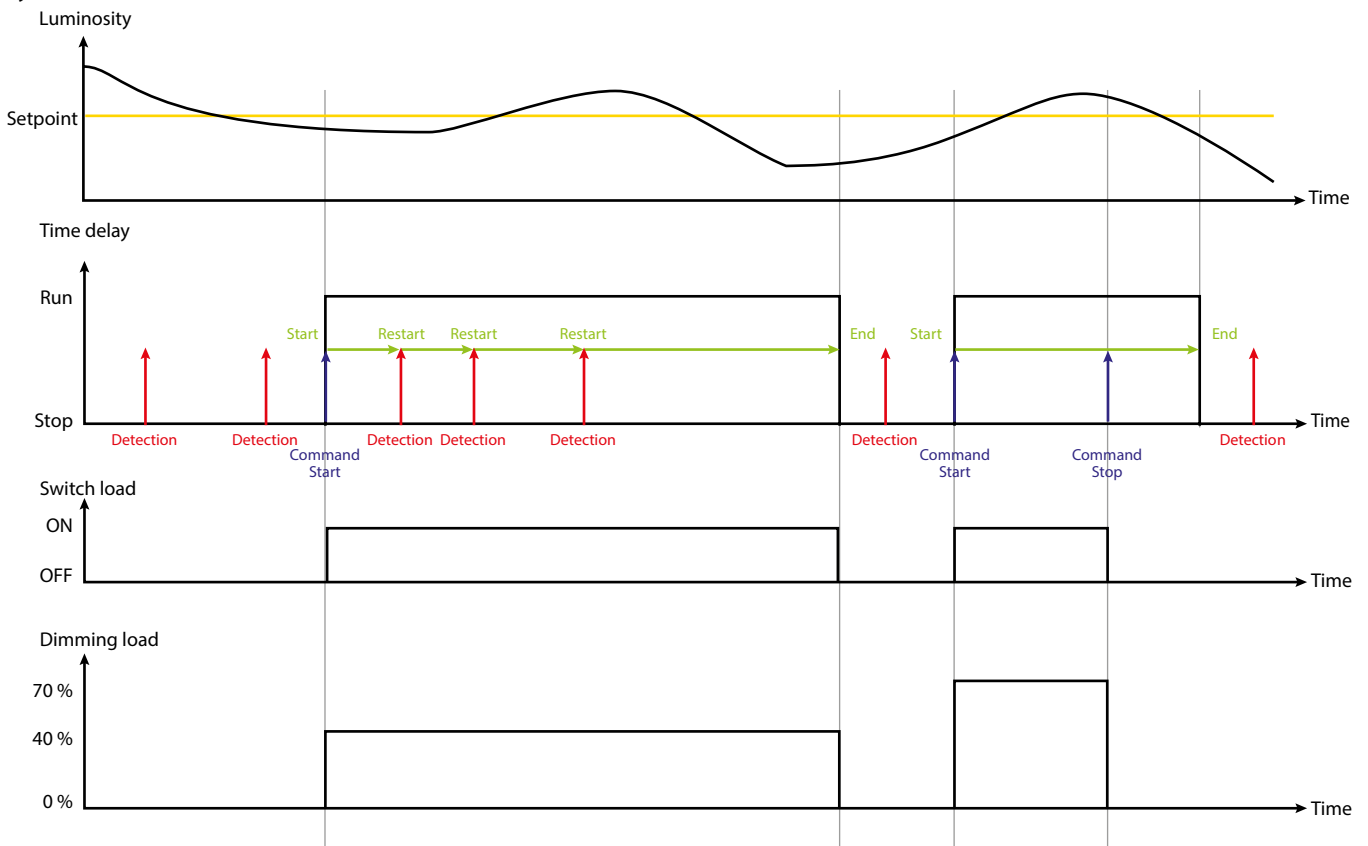 Luminosity
Setpoint
Time
Time delay
Run
Start
Restart
Restart
Restart
End
Start
End
Stop
Time
Detection
Detection
Detection
Detection
Detection
Detection
Detection
Command
Start
Command
Start
Command
Stop
Switch load
ON
OFF
Time
Dimming load
70 %
40 %
0 %
Time